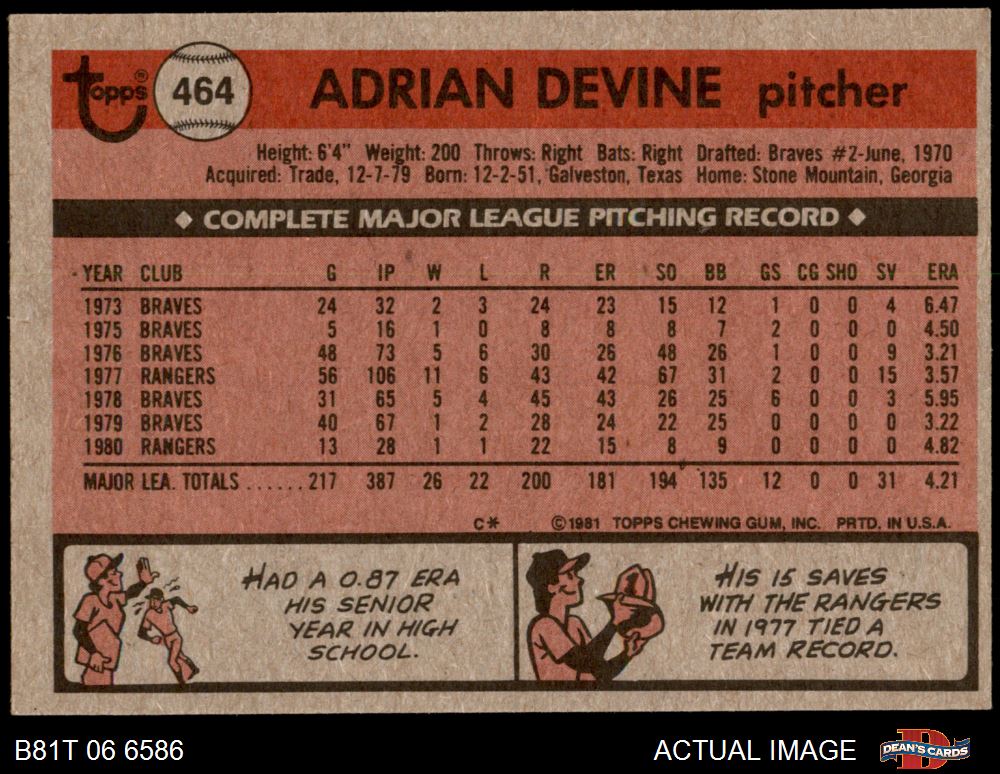 topps® 464 ADRIAN DEVINE pitcher
Height: 6'4" Weight: 200 Throws: Right Bats: Right Drafted: Braves #2-June, 1970
Acquired: Trade, 12-7-79 Born: 12-2-51, Galveston, Texas Home: Stone Mountain, Georgia
◆ COMPLETE MAJOR LEAGUE PITCHING RECORD ◆
YEAR CLUB G IP W L R ER SO BB GS CG SHO SV ERA
1973 BRAVES 24 32 2 3 24 23 15 12 1 0 0 4 6.47
1975 BRAVES 5 16 1 0 8 8 8 7 2 0 0 0 4.50
1976 BRAVES 48 73 5 6 30 26 48 26 1 0 0 9 3.21
1977 RANGERS 56 106 11 6 43 42 67 31 2 0 0 15 3.57
1978 BRAVES 31 65 5 4 45 43 26 25 6 0 0 3 5.95
1979 BRAVES 40 67 1 2 28 24 22 25 0 0 0 0 3.22
1980 RANGERS 13 28 1 1 22 15 8 9 0 0 0 0 4.82
MAJOR LEA. TOTALS ......217 387 26 22 200 181 194 135 12 0 0 31 4.21
C* ©1981 TOPPS CHEWING GUM, INC. PRTD. IN U.S.A.
HAD A 0.87 ERA
HIS SENIOR
YEAR IN HIGH
SCHOOL.
1
HIS 15 SAVES
WITH THE RANGERS
IN 1977 TIED A
TEAM RECORD.
B81T 06 6586 ACTUAL IMAGE DEAN'S CARDS